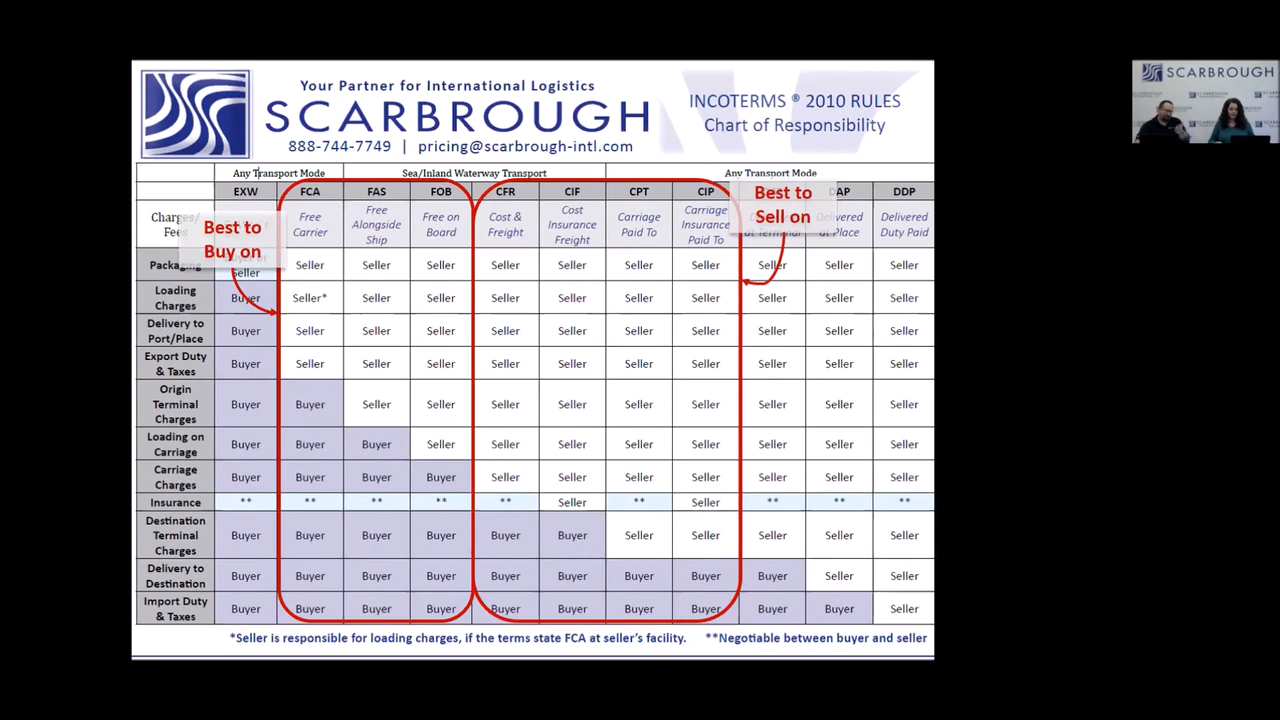 Your Partner for International Logistics
SCARBROUGH
888-744-7749 | pricing@scarbrough-intl.com
INCOTERMS ® 2010 RULES
Chart of Responsibility
SCARBROUGH
Any Transport Mode Sea/Inland Waterway Transport Any Transport Mode
EXW FCA FAS FOB CFR CIF CPT CIP DAP DDP
Best to
Sell on
Charges/
Fees
Free
Carrier
Free
Alongside
Ship
Free on
Board
Cost &
Freight
Cost
Insurance
Freight
Carriage
Paid To
Carriage
Insurance
Paid To
Delivered
at Terminal
Delivered
at Place
Delivered
Duty Paid
Best to
Buy on
Packaging Buyer or Seller Seller Seller Seller Seller Seller Seller Seller Seller Seller Seller
Loading Charges Buyer Seller* Seller Seller Seller Seller Seller Seller Seller Seller Seller
Delivery to Port/Place Buyer Seller Seller Seller Seller Seller Seller Seller Seller Seller Seller
Export Duty & Taxes Buyer Seller Seller Seller Seller Seller Seller Seller Seller Seller Seller
Origin Terminal Charges Buyer Buyer Seller Seller Seller Seller Seller Seller Seller Seller Seller
Loading on Carriage Buyer Buyer Buyer Seller Seller Seller Seller Seller Seller Seller Seller
Carriage Charges Buyer Buyer Buyer Buyer Seller Seller Seller Seller Seller Seller Seller
Insurance ** ** ** ** ** Seller ** Seller ** ** **
Destination Terminal Charges Buyer Buyer Buyer Buyer Buyer Buyer Seller Seller Seller Seller Seller
Delivery to Destination Buyer Buyer Buyer Buyer Buyer Buyer Buyer Buyer Buyer Seller Seller
Import Duty & Taxes Buyer Buyer Buyer Buyer Buyer Buyer Buyer Buyer Buyer Buyer Seller
*Seller is responsible for loading charges, if the terms state FCA at seller's facility. **Negotiable between buyer and seller